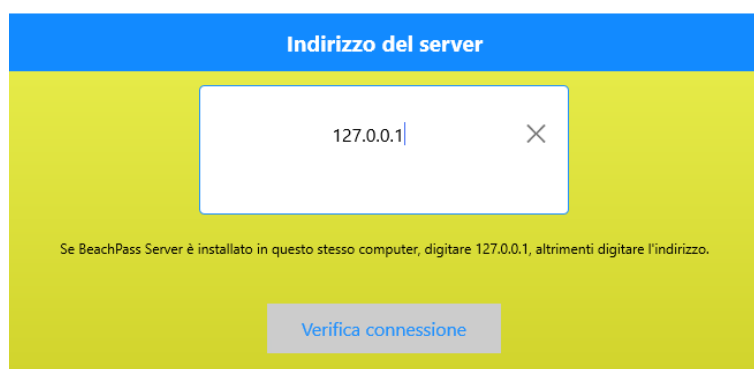 Indirizzo del server
127.0.0.1
Se BeachPass Server è installato in questo stesso computer, digitare 127.0.0.1, altrimenti digitare l'indirizzo.
Verifica connessione